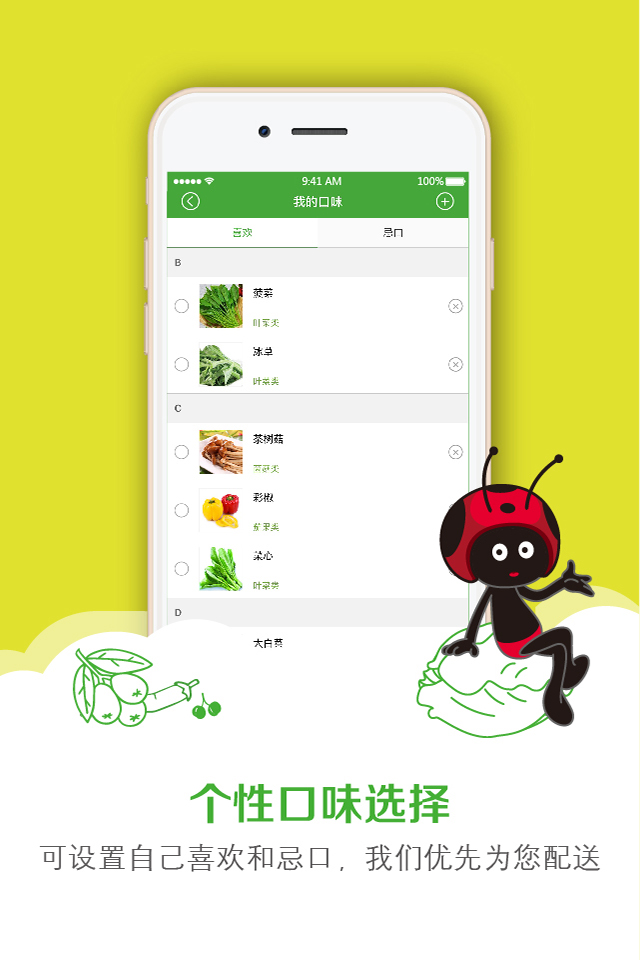 9:41 AM
100%
我的口味
喜欢
忌口
B
菠菜
叶菜类
冰草
叶菜类
C
茶树菇
菌菇类
彩椒
茄果类
菜心
叶菜类
D
大白菜
个性口味选择
可设置自己喜欢和忌口，我们优先为您配送